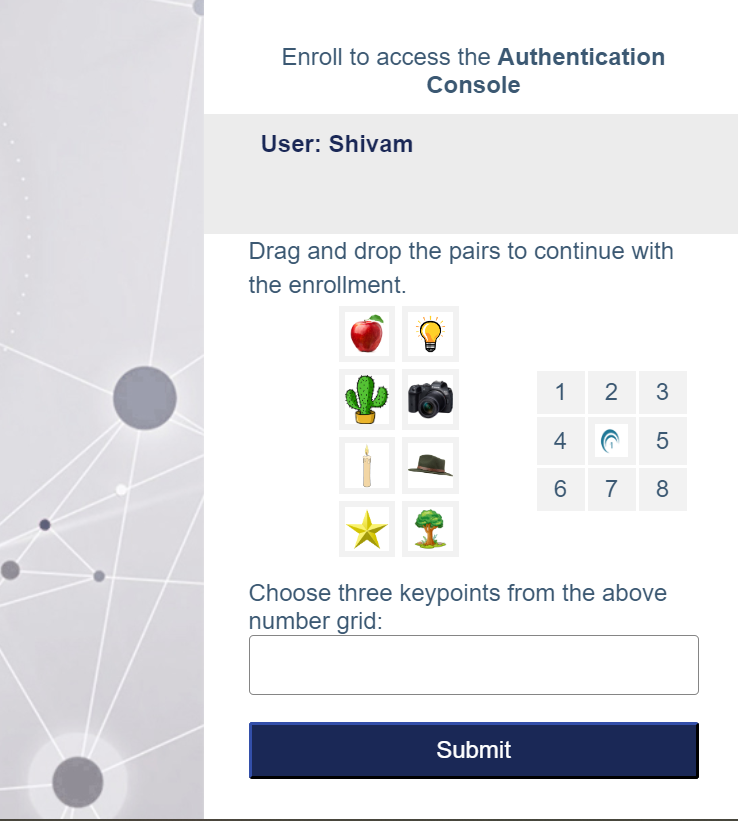 Enroll to access the Authentication
Console
User: Shivam
Drag and drop the pairs to continue with
the enrollment.
1 2 3
4 5
6 7 8
Choose three keypoints from the above
number grid:
Submit